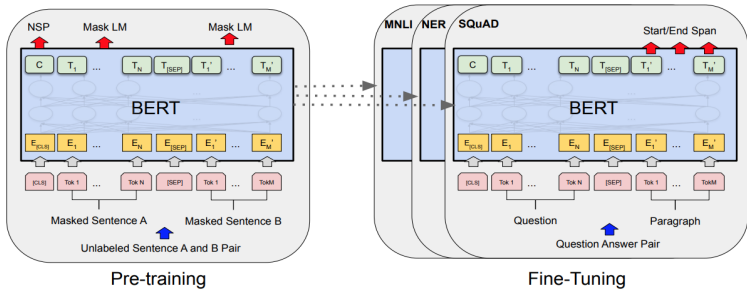 NSP Mask LM Mask LM
C T1 ... TN T[SEP] T1' ... TM'
BERT
E[CLS] E1 ... EN E[SEP] E1' ... EM'
[CLS] Tok 1 ... Tok N [SEP] Tok 1 ... TokM
Masked Sentence A Masked Sentence B
Unlabeled Sentence A and B Pair
Pre-training
MNLI NER SQuAD
Start/End Span
C T1 ... TN T[SEP] T1' ... TM'
BERT
E[CLS] E1 ... EN E[SEP] E1' ... EM'
[CLS] Tok 1 ... Tok N [SEP] Tok 1 ... TokM
Question Paragraph
Question Answer Pair
Fine-Tuning